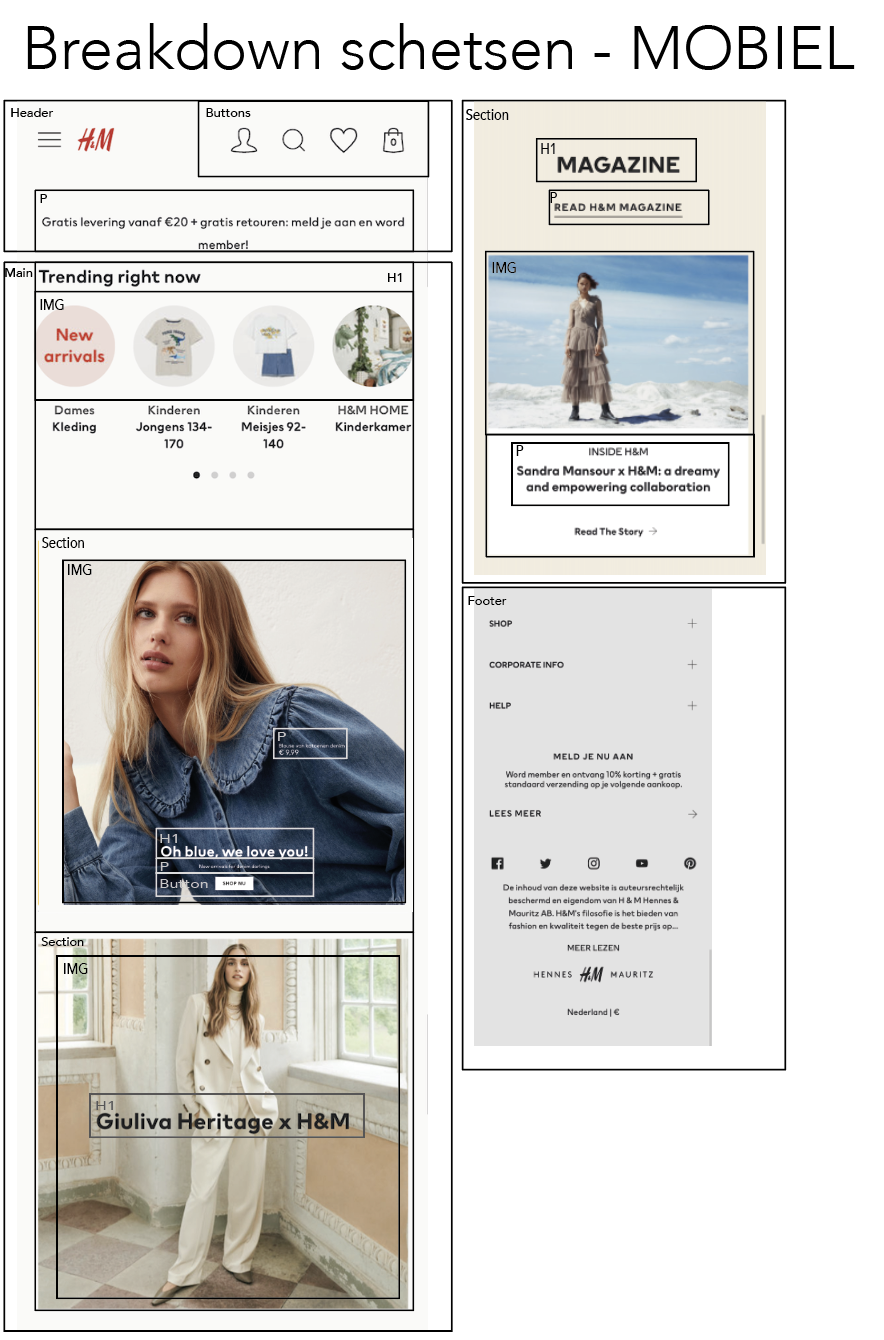 Breakdown schetsen - MOBIEL
Header
Buttons
H&M
0
P
Gratis levering vanaf €20 + gratis retouren: meld je aan en word
member!
Main
Trending right now
H1
IMG
New
arrivals
Dames
Kleding
Kinderen
Jongens 134-
170
Kinderen
Meisjes 92-
140
H&M HOME
Kinderkamer
Section
IMG
P
Blouse van katoenen denim
€ 9,99
H1
Oh blue, we love you!
P
New arrivals for denim darlings
Button
SHOP NU
Section
IMG
H1
Giuliva Heritage x H&M
Section
H1
MAGAZINE
P
READ H&M MAGAZINE
IMG
P
INSIDE H&M
Sandra Mansour x H&M: a dreamy
and empowering collaboration
Read The Story
Footer
SHOP
CORPORATE INFO
HELP
MELD JE NU AAN
Word member en ontvang 10% korting + gratis
standaard verzending op je volgende aankoop.
LEES MEER
De inhoud van deze website is auteursrechtelijk
beschermd en eigendom van H & M Hennes &
Mauritz AB. H&M's filosofie is het bieden van
fashion en kwaliteit tegen de beste prijs op...
MEER LEZEN
HENNES H&M MAURITZ
Nederland | €